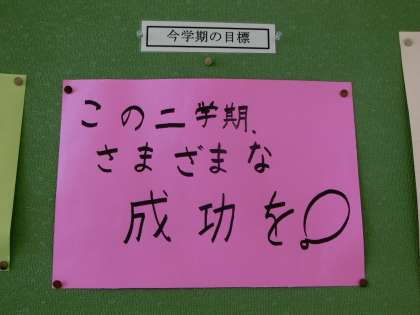 今学期の目標
この二学期、
さまざまな
成功を!